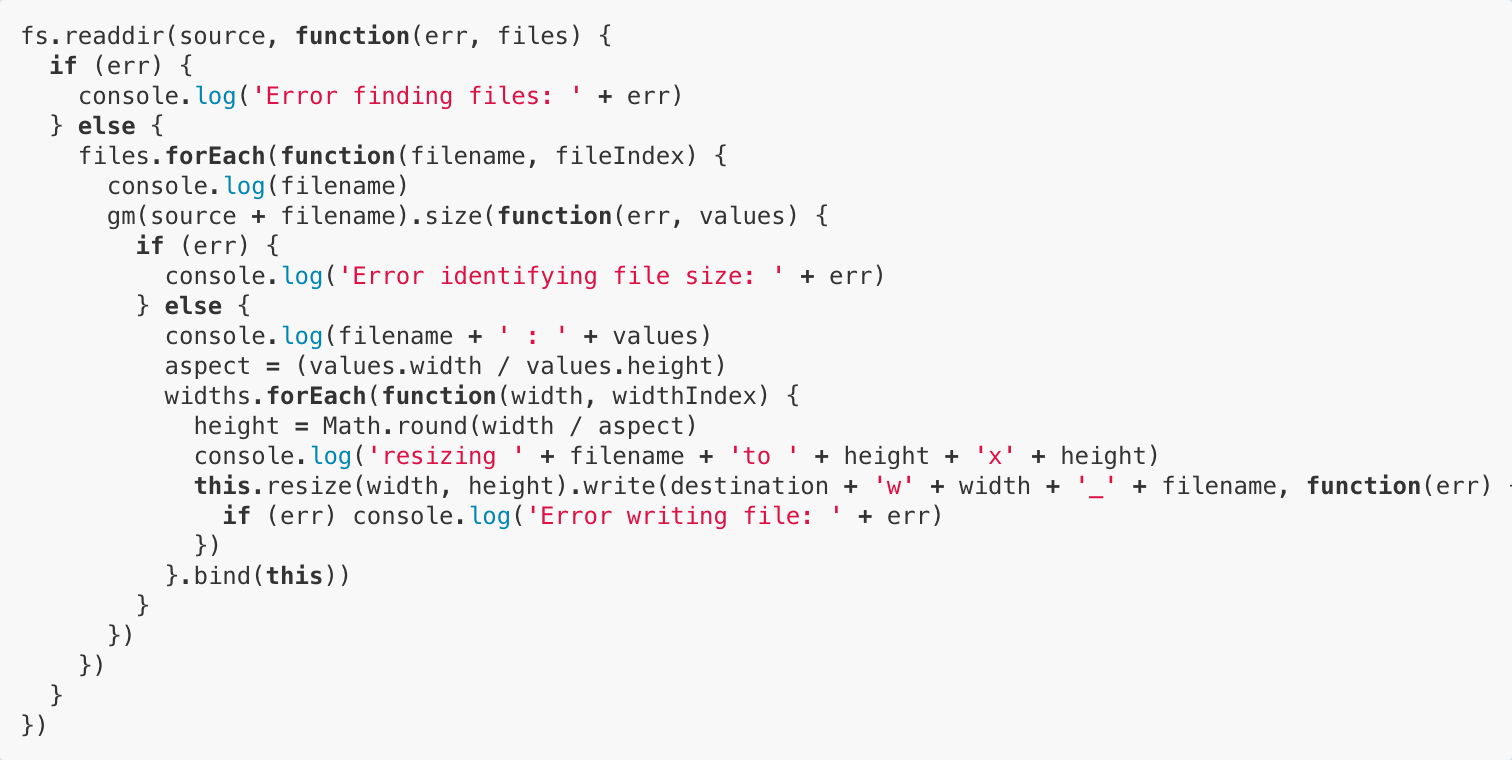 fs.readdir(source, function(err, files) {
  if (err) {
    console.log('Error finding files: ' + err)
  } else {
    files.forEach(function(filename, fileIndex) {
      console.log(filename)
      gm(source + filename).size(function(err, values) {
        if (err) {
          console.log('Error identifying file size: ' + err)
        } else {
          console.log(filename + ' : ' + values)
          aspect = (values.width / values.height)
          widths.forEach(function(width, widthIndex) {
            height = Math.round(width / aspect)
            console.log('resizing ' + filename + 'to ' + height + 'x' + height)
            this.resize(width, height).write(destination + 'w' + width + '_' + filename, function(err)
              if (err) console.log('Error writing file: ' + err)
            })
          }.bind(this))
        }
      })
    })
  }
})